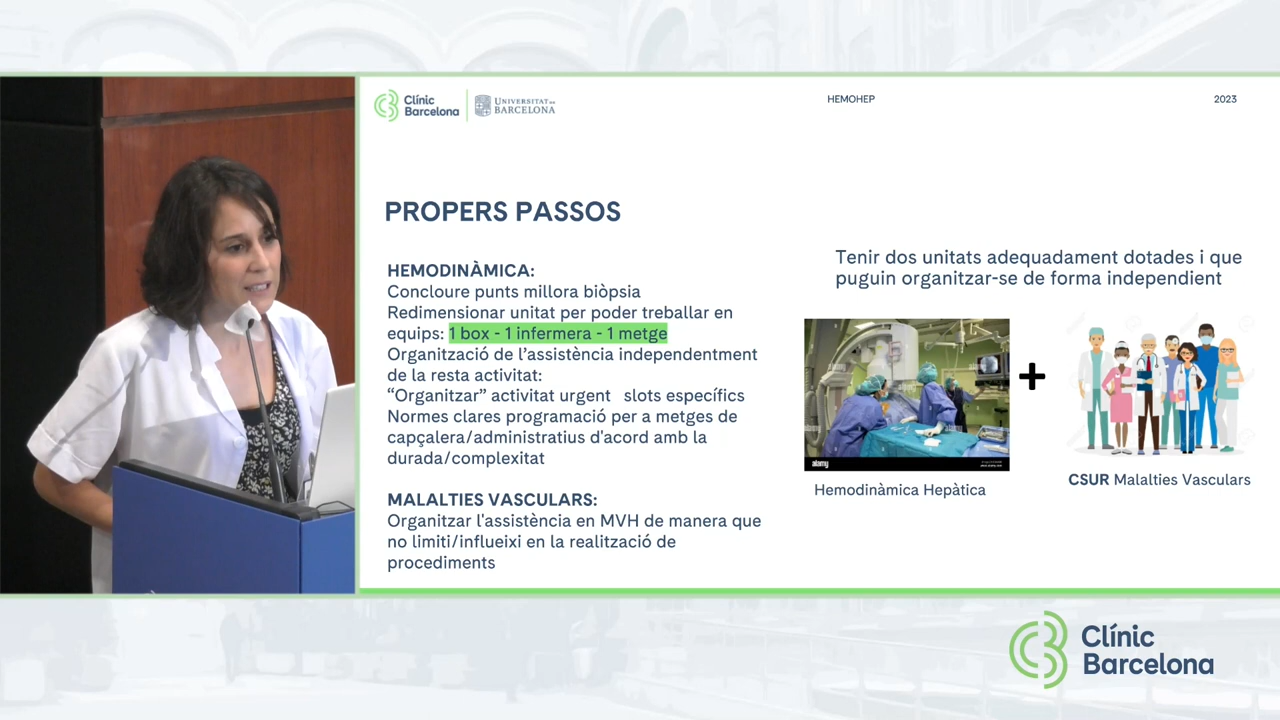 Clínic
Barcelona
UNIVERSITAT DE
BARCELONA
HEMOHEP
2023
PROPERS PASSOS
HEMODINÀMICA:
Concloure punts millora biòpsia
Redimensionar unitat per poder treballar en
equips: 1 box - 1 infermera - 1 metge
Organització de l’assistència independentment
de la resta activitat:
“Organitzar” activitat urgent slots específics
Normes clares programació per a metges de
capçalera/administratius d'acord amb la
durada/complexitat
MALALTIES VASCULARS:
Organitzar l'assistència en MVH de manera que
no limiti/influeixi en la realització de
procediments
Tenir dos unitats adequadament dotades i que
puguin organitzar-se de forma independent
alamy
+
Hemodinàmica Hepàtica
CSUR Malalties Vasculars
Clínic
Barcelona